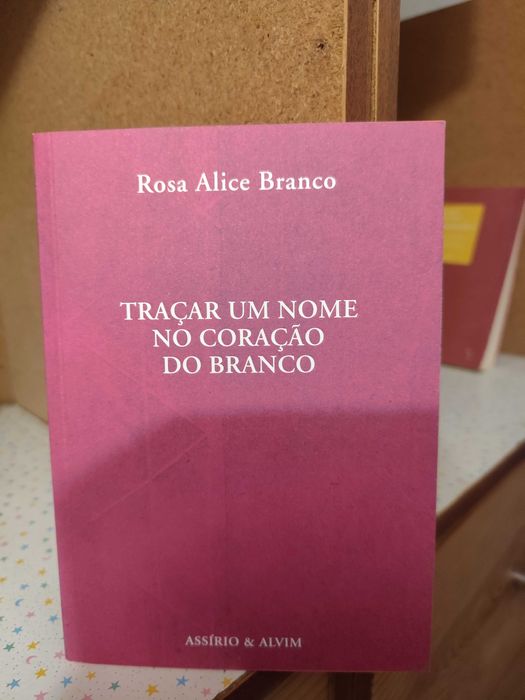 Rosa Alice Branco
TRAÇAR UM NOME
NO CORAÇÃO
DO BRANCO
ASSÍRIO & ALVIM